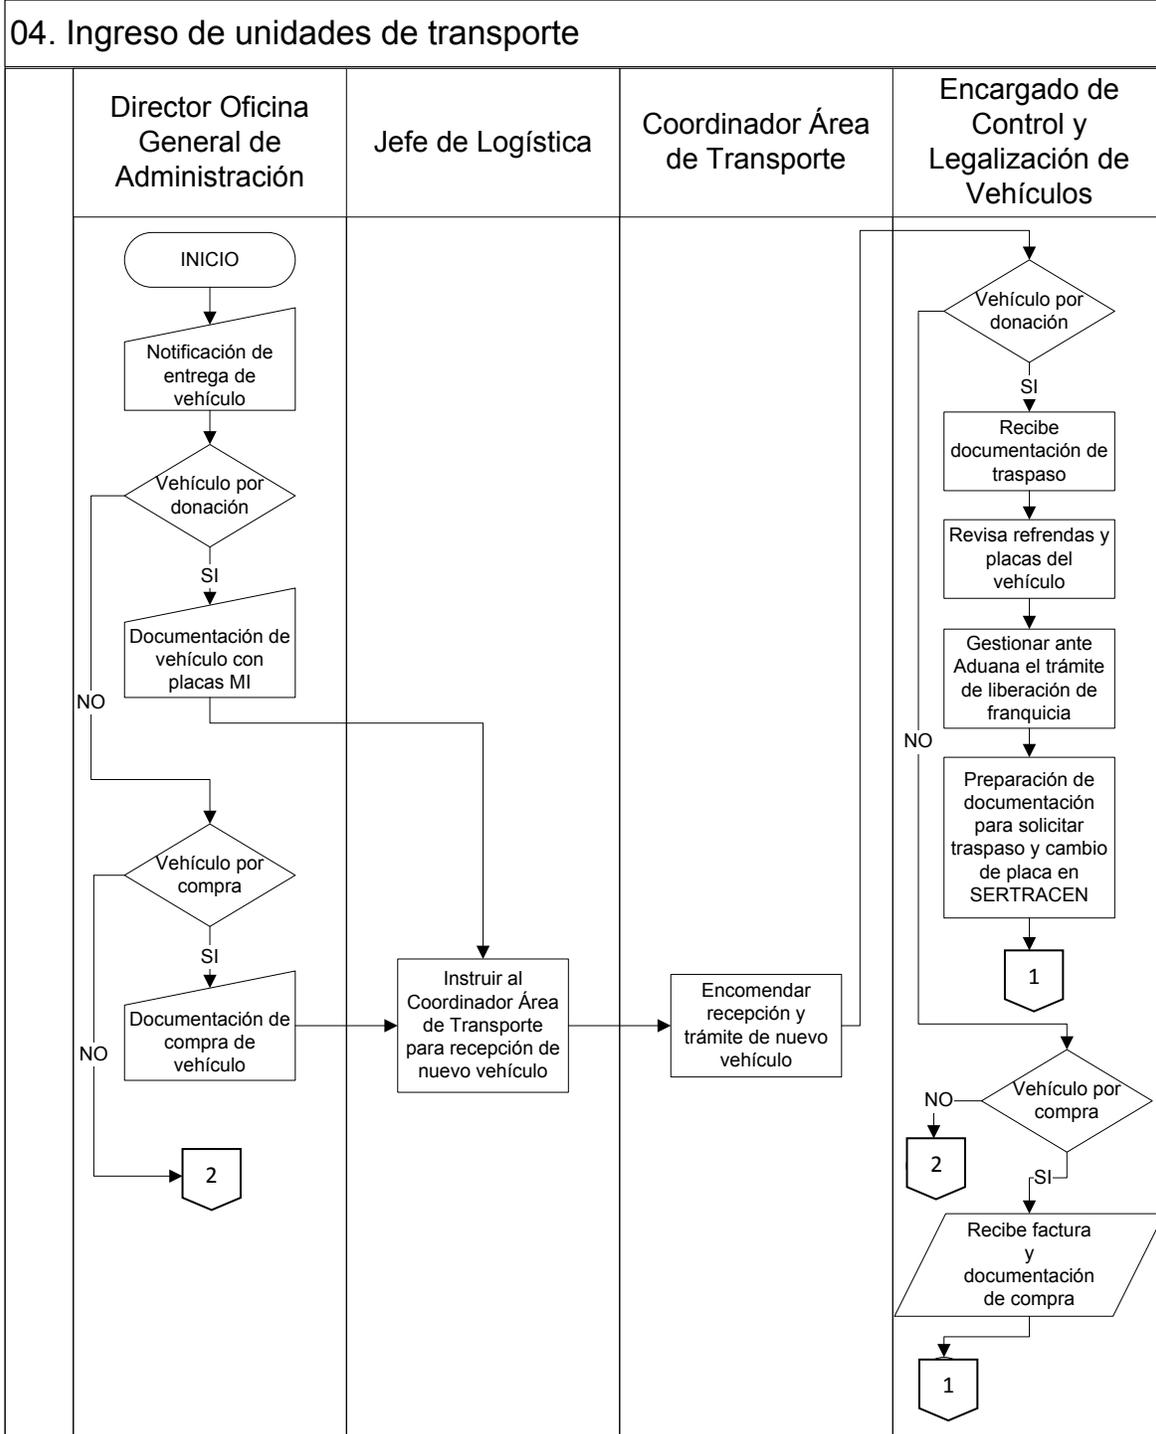 04. Ingreso de unidades de transporte
Director Oficina
General de
Administración
Jefe de Logística
Coordinador Área
de Transporte
Encargado de
Control y
Legalización de
Vehículos
INICIO
Notificación de
entrega de
vehículo
Vehículo por
donación
SI
Documentación de
vehículo con
placas MI
NO
Vehículo por
compra
SI
Documentación de
compra de
vehículo
NO
2
Instruir al
Coordinador Área
de Transporte
para recepción de
nuevo vehículo
Encomendar
recepción y
trámite de nuevo
vehículo
Vehículo por
donación
SI
Recibe
documentación de
traspaso
Revisa refrendas y
placas del
vehículo
Gestionar ante
Aduana el trámite
de liberación de
franquicia
NO
Preparación de
documentación
para solicitar
traspaso y cambio
de placa en
SERTRACEN
1
Vehículo por
compra
NO
2
SI
Recibe factura
y
documentación
de compra
1